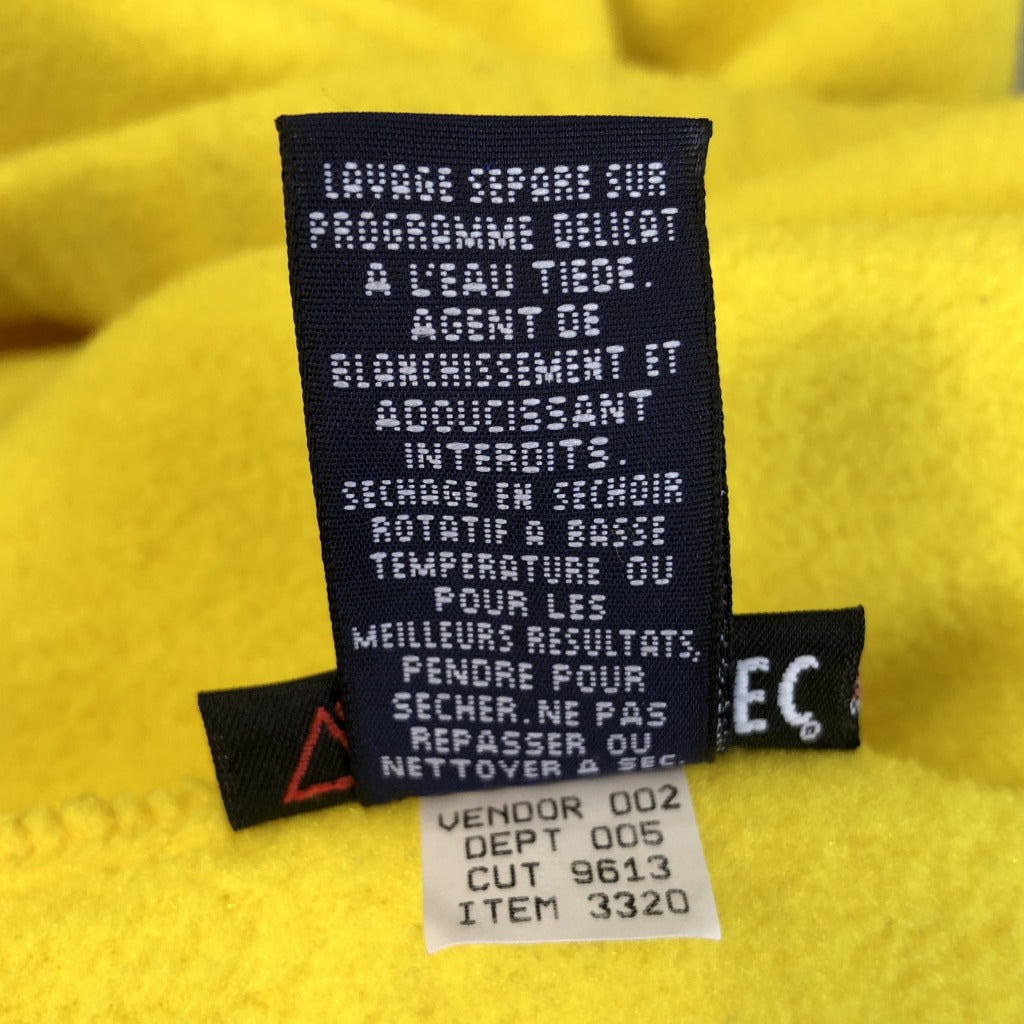 LAVAGE SEPARE SUR
PROGRAMME DELICAT
A L'EAU TIEDE.
AGENT DE
BLANCHISSEMENT ET
ADOUCISSANT
INTERDITS.
SECHAGE EN SECHOIR
ROTATIF A BASSE
TEMPERATURE OU
POUR LES
MEILLEURS RESULTATS,
PENDRE POUR
SECHER. NE PAS
REPASSER OU
NETTOYER A SEC.
EC®
VENDOR 002
DEPT 005
CUT 9613
ITEM 3320